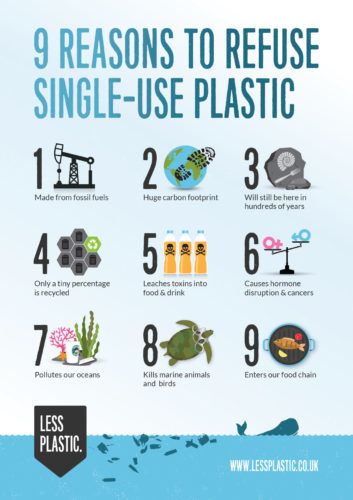 9 REASONS TO REFUSE
SINGLE-USE PLASTIC
1
Made from fossil fuels
2
Huge carbon footprint
3
Will still be here in
hundreds of years
4
Only a tiny percentage
is recycled
5
Leaches toxins into
food & drink
6
Causes hormone
disruption & cancers
7
Pollutes our oceans
8
Kills marine animals
and birds
9
Enters our food chain
LESS
PLASTIC.
WWW.LESSPLASTIC.CO.UK